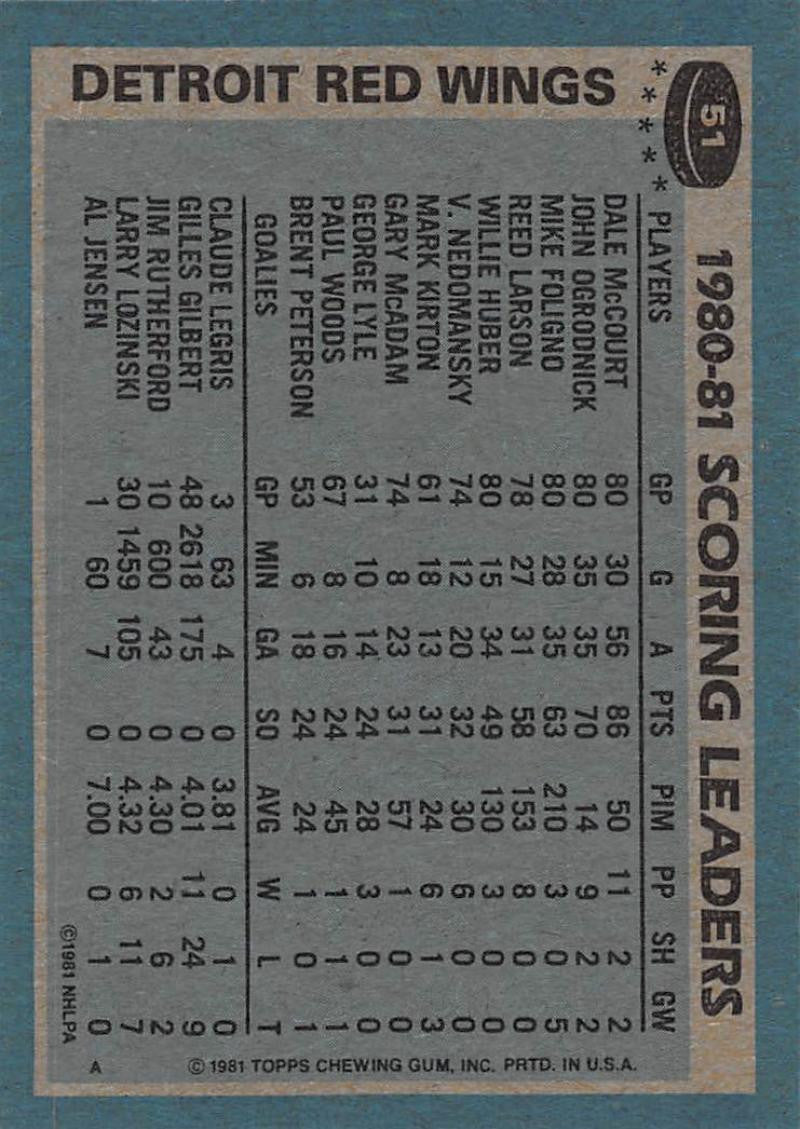 51
1980-81 SCORING LEADERS
* * * * *
DETROIT RED WINGS
PLAYERS GP G A PTS PIM PP SH GW
DALE McCOURT 80 30 56 86 50 11 2 2
JOHN OGRODNICK 80 35 35 70 14 9 2 2
MIKE FOLIGNO 80 28 35 63 210 3 0 5
REED LARSON 78 27 31 58 153 8 0 0
WILLIE HUBER 80 15 34 49 130 3 0 0
V. NEDOMANSKY 74 12 20 32 30 6 0 0
MARK KIRTON 61 18 13 31 24 6 1 3
GARY McADAM 74 8 23 31 57 1 0 0
GEORGE LYLE 31 10 14 24 28 3 0 0
PAUL WOODS 67 8 16 24 45 1 1 1
BRENT PETERSON 53 6 18 24 24 1 0 1
GOALIES GP MIN GA SO AVG W L T
CLAUDE LEGRIS 3 63 4 0 3.81 0 1 0
GILLES GILBERT 48 2618 175 0 4.01 11 24 9
JIM RUTHERFORD 10 600 43 0 4.30 2 6 2
LARRY LOZINSKI 30 1459 105 0 4.32 6 11 7
AL JENSEN 1 60 7 0 7.00 0 1 0
©1981 NHLPA
© 1981 TOPPS CHEWING GUM, INC. PRTD. IN U.S.A.
A